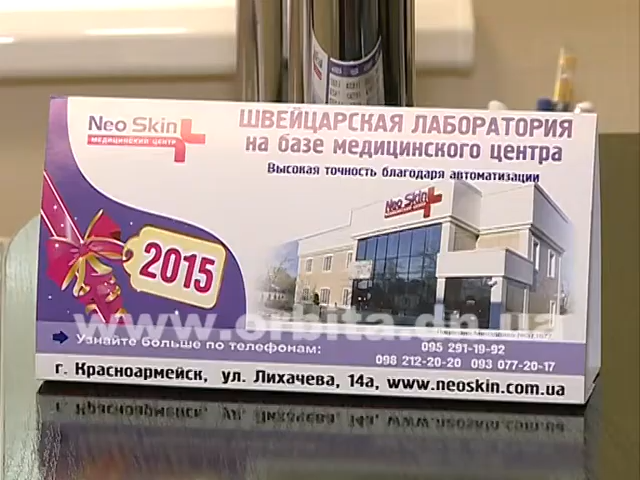 Neo Skin
МЕДИЦИНСКИЙ ЦЕНТР
ШВЕЙЦАРСКАЯ ЛАБОРАТОРИЯ
НА БАЗЕ МЕДИЦИНСКОГО ЦЕНТРА
Высокая точность благодаря автоматизации
Neo Skin
2015
www.orbita.dn.ua
Узнайте больше по телефонам:
095 291-19-92
098 212-20-20 093 077-20-17
г. Красноармейск, ул. Лихачева, 14а, www.neoskin.com.ua